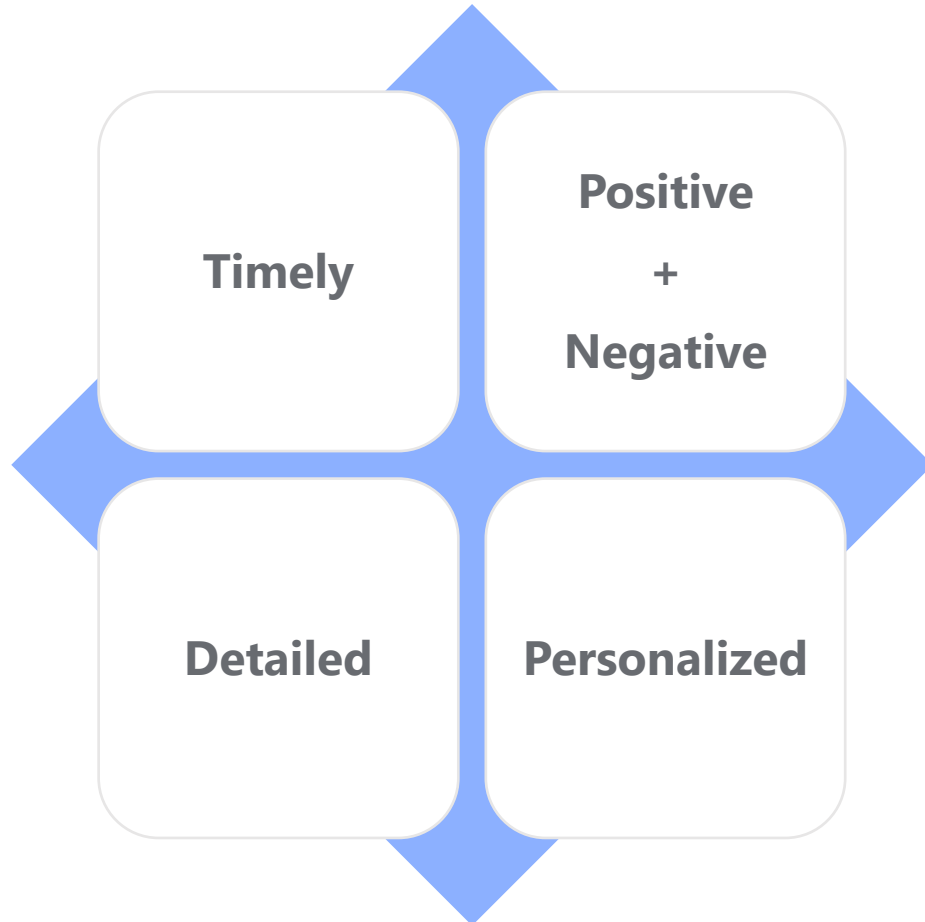 Timely
Positive
+
Negative
Detailed
Personalized